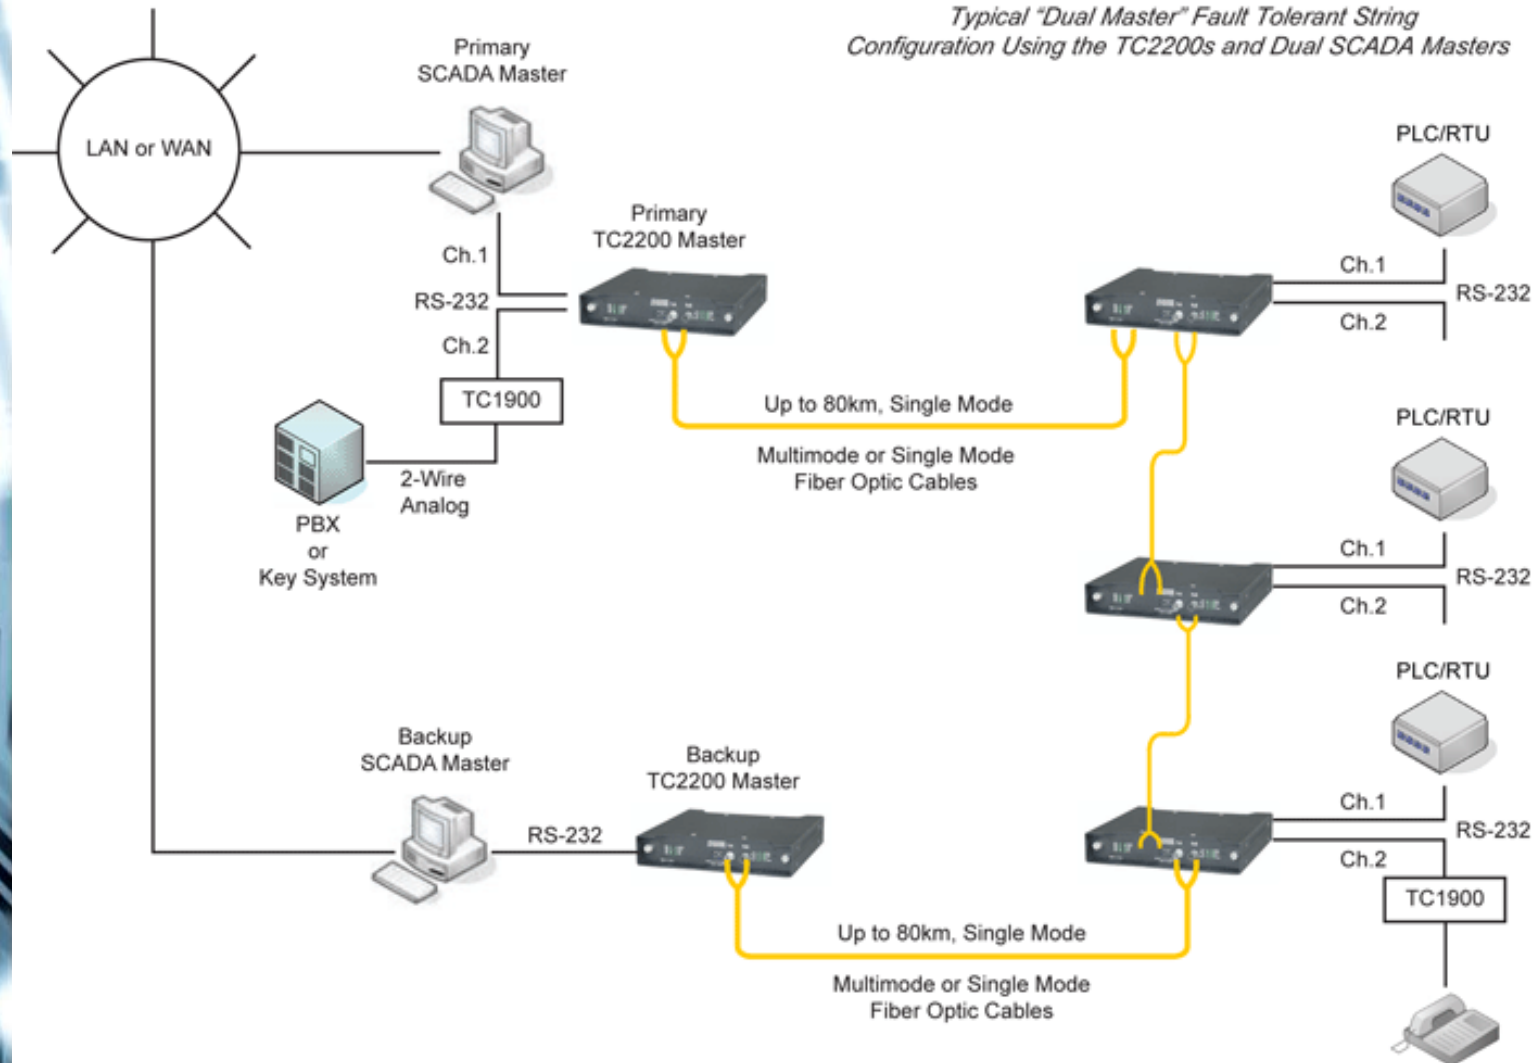 Typical “Dual Master” Fault Tolerant String
Configuration Using the TC2200s and Dual SCADA Masters
Primary
SCADA Master
LAN or WAN
Primary
TC2200 Master
Ch.1
RS-232
Ch.2
TC1900
2-Wire
Analog
PBX
or
Key System
Up to 80km, Single Mode
Multimode or Single Mode
Fiber Optic Cables
PLC/RTU
Ch.1
RS-232
Ch.2
PLC/RTU
Ch.1
RS-232
Ch.2
PLC/RTU
Ch.1
RS-232
Ch.2
TC1900
Backup
SCADA Master
RS-232
Backup
TC2200 Master
Up to 80km, Single Mode
Multimode or Single Mode
Fiber Optic Cables